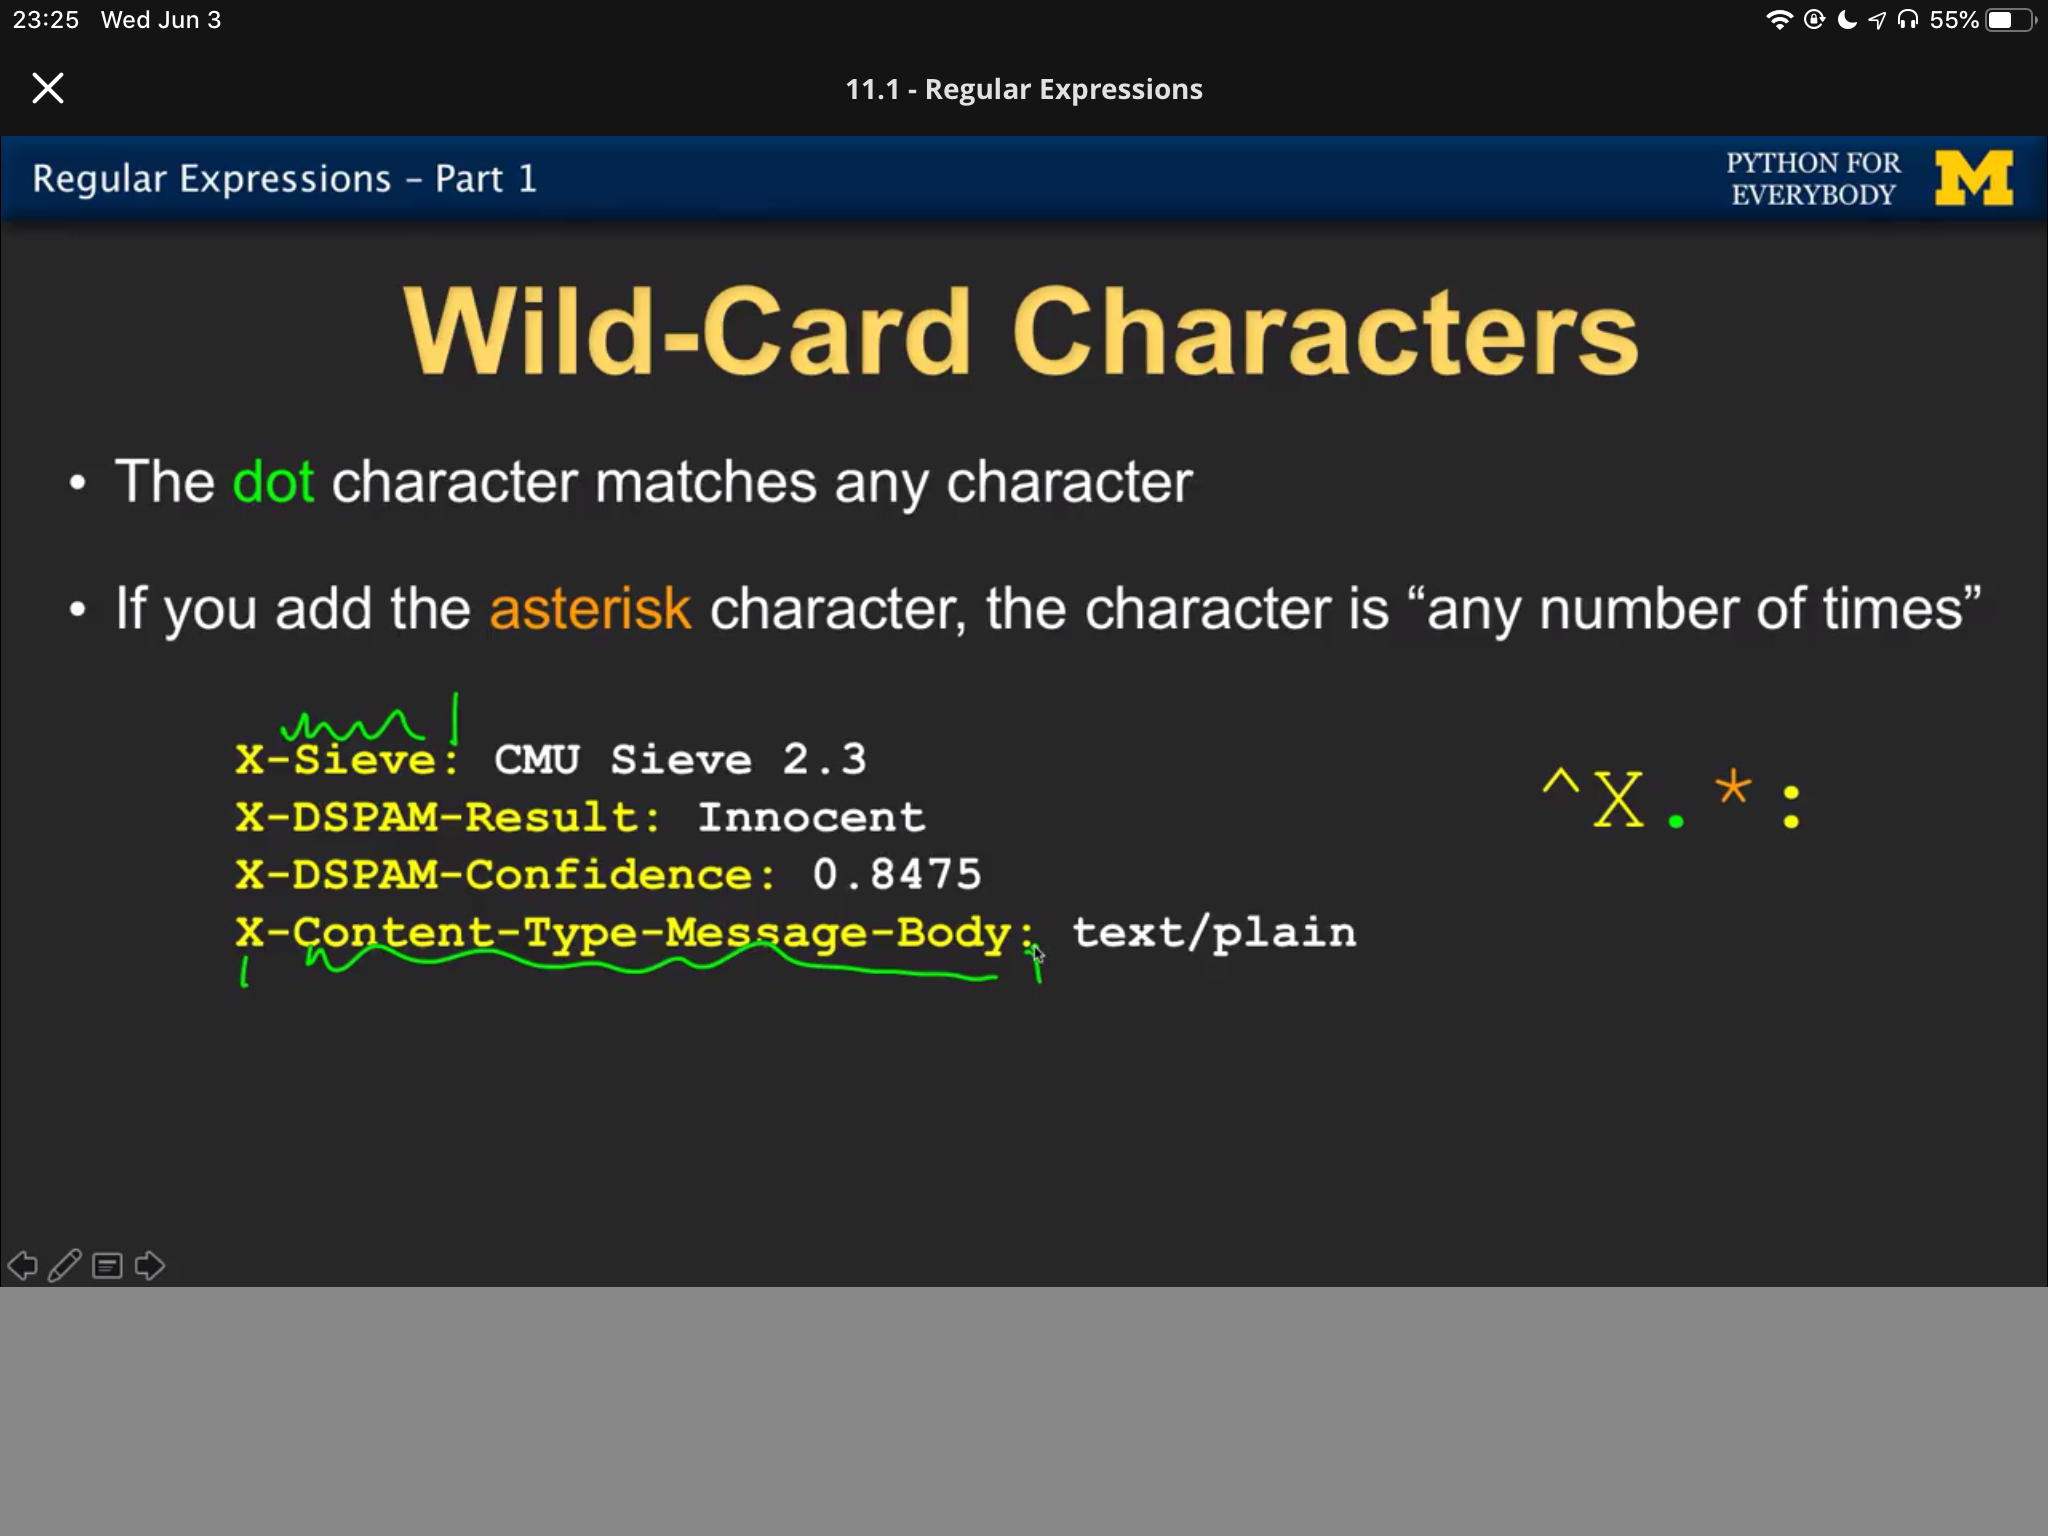 23:25 Wed Jun 3 55%
11.1 - Regular Expressions
Regular Expressions – Part 1
PYTHON FOR
EVERYBODY
M
Wild-Card Characters
• The dot character matches any character
• If you add the asterisk character, the character is “any number of times”
X-Sieve: CMU Sieve 2.3
X-DSPAM-Result: Innocent
X-DSPAM-Confidence: 0.8475
X-Content-Type-Message-Body: text/plain
^X.*: